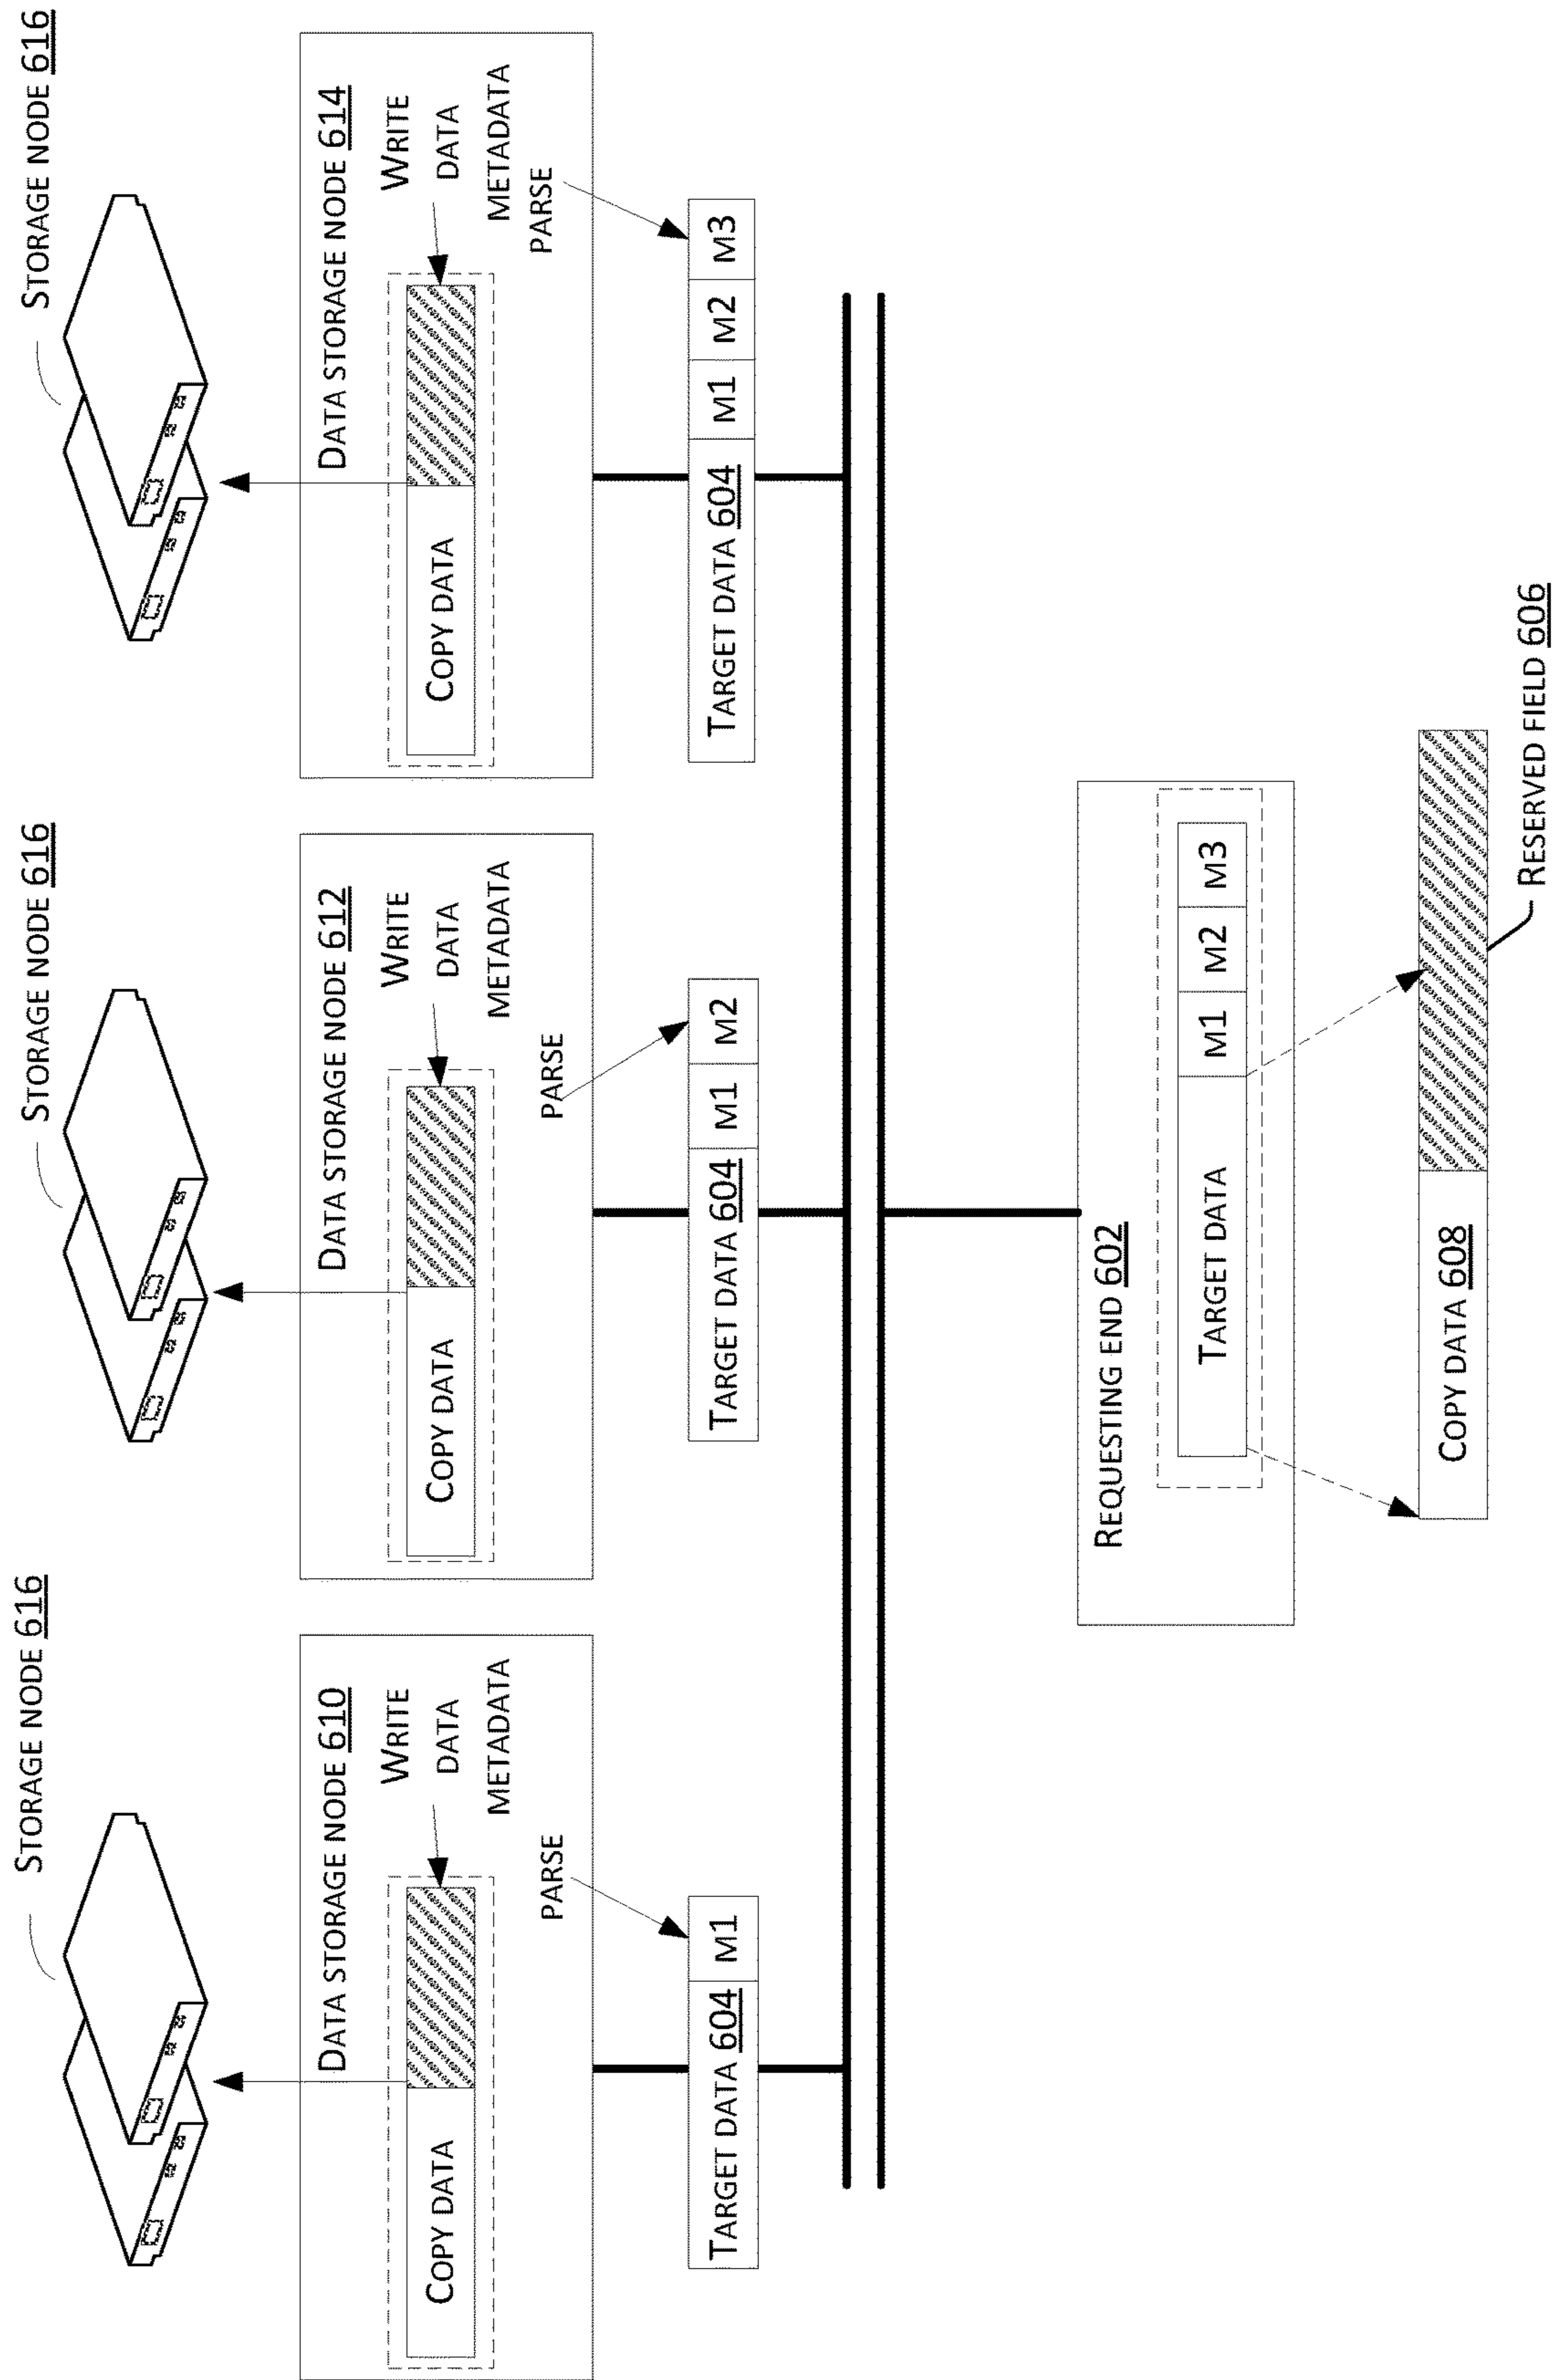 STORAGE NODE 616
STORAGE NODE 616
STORAGE NODE 616
DATA STORAGE NODE 610
WRITE
DATA
METADATA
COPY DATA
PARSE
DATA STORAGE NODE 612
WRITE
DATA
METADATA
COPY DATA
PARSE
DATA STORAGE NODE 614
WRITE
DATA
METADATA
PARSE
COPY DATA
TARGET DATA 604 M1
TARGET DATA 604 M1 M2
TARGET DATA 604 M1 M2 M3
REQUESTING END 602
TARGET DATA M1 M2 M3
COPY DATA 608
RESERVED FIELD 606